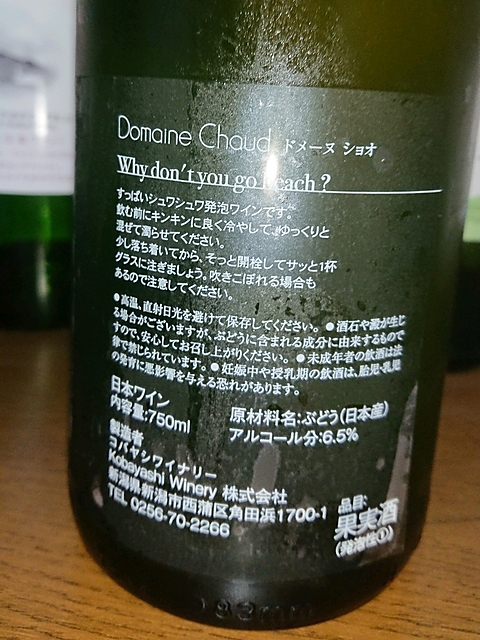 Domaine Chaud ドメーヌ ショオ
Why don't you go beach ?
すっぱいシュワシュワ発泡ワインです。
飲む前にキンキンに良く冷やして、ゆっくりと
混ぜて濁らせてください。
少し落ち着いてから、そっと開栓してサッと1杯
グラスに注ぎましょう。吹きこぼれる場合も
あるので注意してください。
●高温、直射日光を避けて保存してください。●酒石や澱が生じ
る場合がございますが、ぶどうに含まれる成分に由来するもので
すので、安心してお召し上がりください。●未成年者の飲酒は法
律で禁じられています。●妊娠中や授乳期の飲酒は、胎児・乳児
の発育に悪影響を与える恐れがあります。
日本ワイン
内容量:750ml
原材料名:ぶどう(日本産)
アルコール分:6.5%
製造者
コバヤシワイナリー
Kobayashi Winery 株式会社
新潟県新潟市西蒲区角田浜1700-1
TEL 0256-70-2266
品目:
果実酒
(発泡性①)